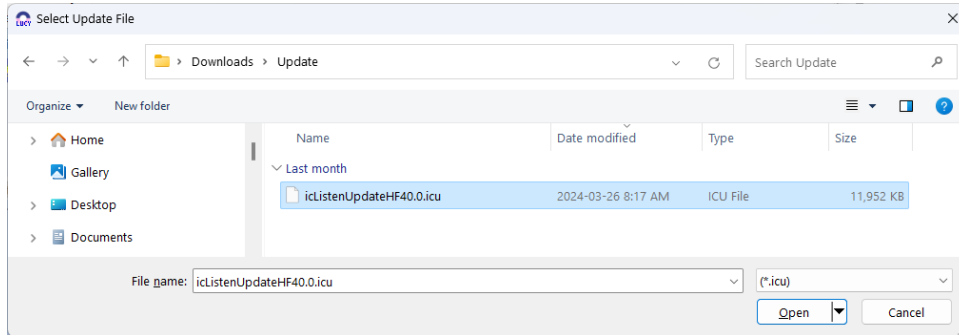 LUCY Select Update File
Downloads > Update
Search Update
Organize New folder
Name Date modified Type Size
Home
Gallery
Desktop
Documents
Last month
icListenUpdateHF40.0.icu 2024-03-26 8:17 AM ICU File 11,952 KB
File name: icListenUpdateHF40.0.icu (*.icu)
Open Cancel